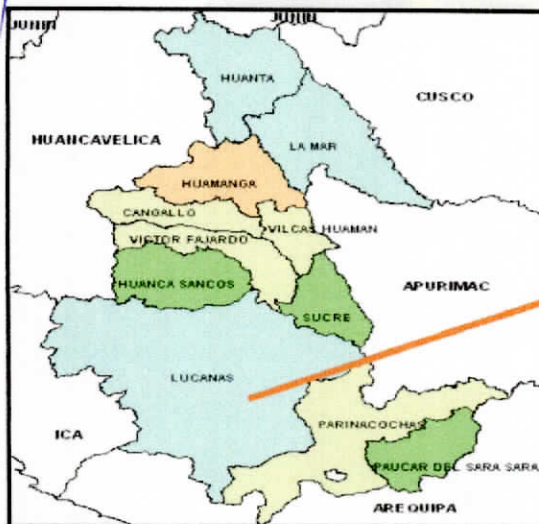 JUNIN
JUNIN
HUANTA
CUSCO
HUANCAVELICA
LA MAR
HUAMANGA
CANGALLO
VILCAS HUAMAN
VICTOR FAJARDO
HUANCA SANCOS
APURIMAC
SUCRE
LUCANAS
PARINACOCHAS
ICA
PAUCAR DEL SARA SARA
AREQUIPA